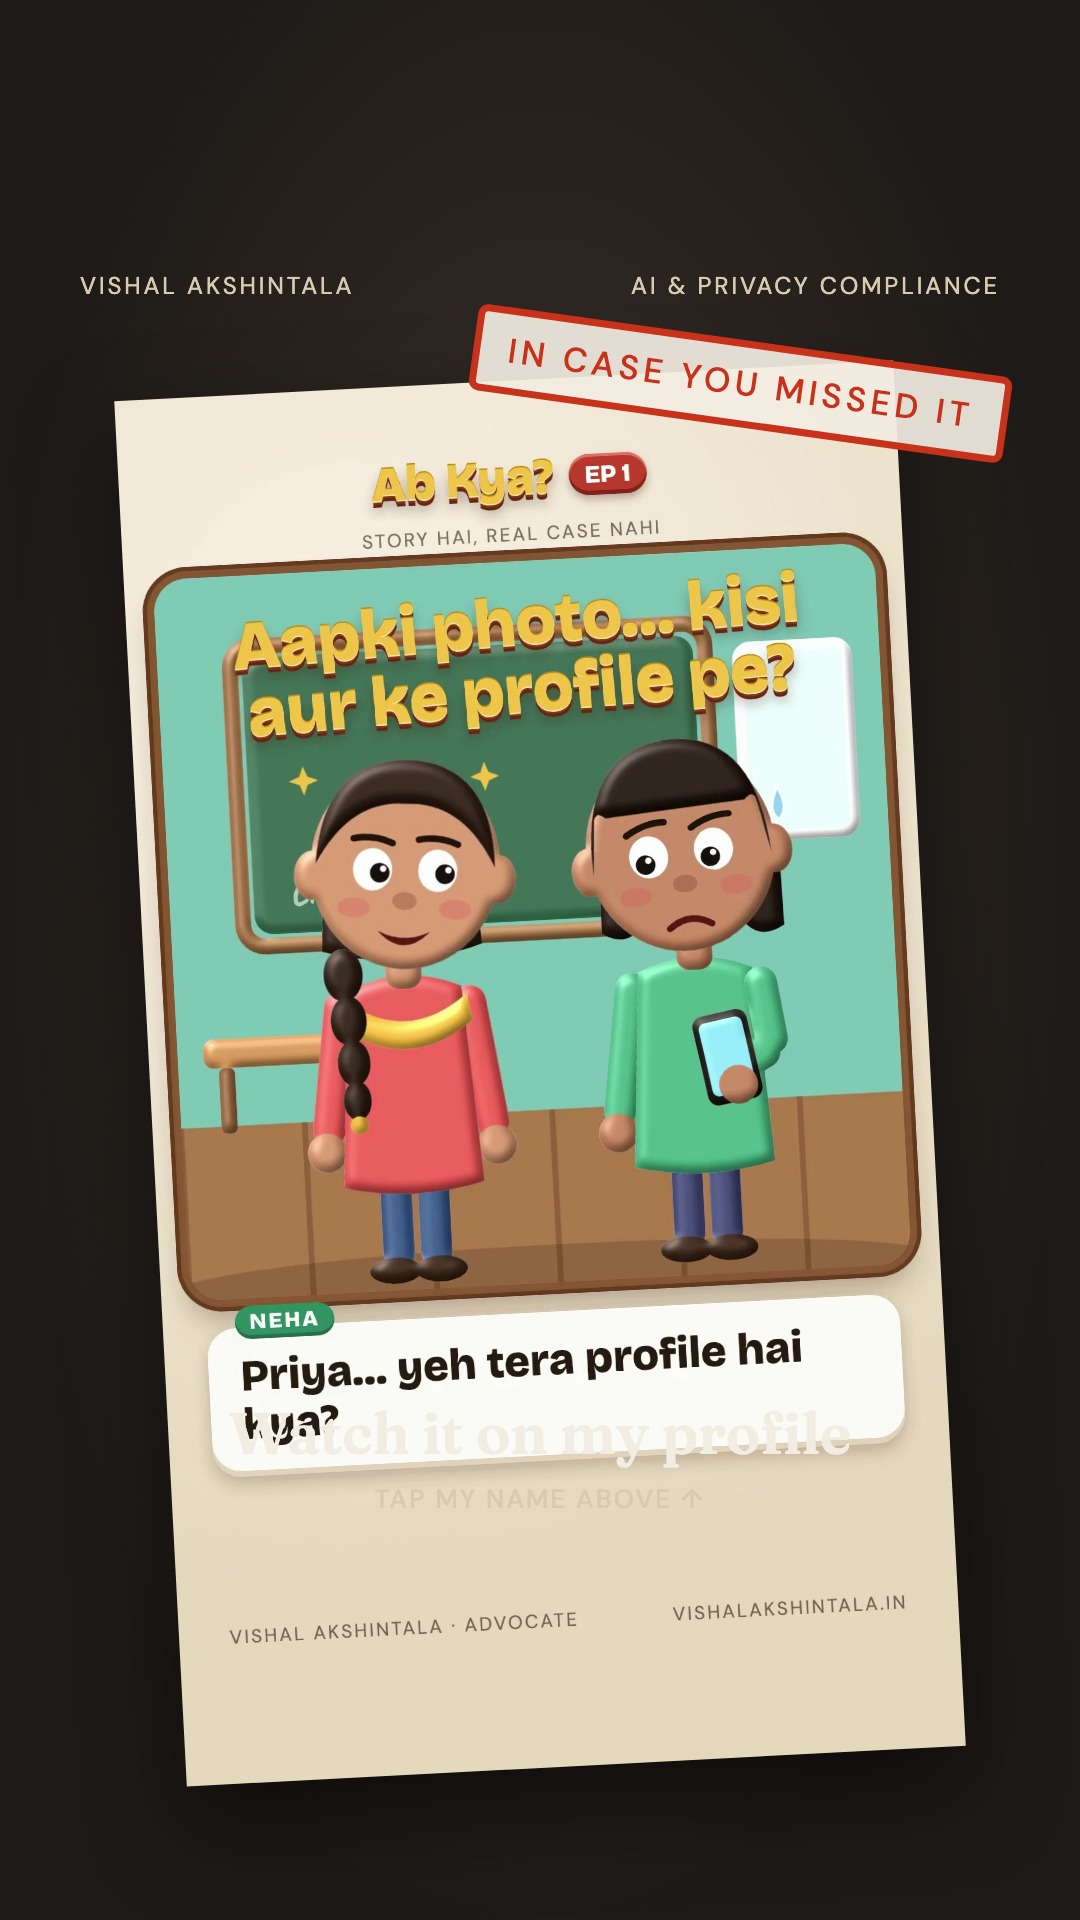 VISHAL AKSHINTALA
AI & PRIVACY COMPLIANCE
IN CASE YOU MISSED IT
Ab Kya? EP 1
STORY HAI, REAL CASE NAHI
Aapki photo... kisi
aur ke profile pe?
NEHA
Priya... yeh tera profile hai
kya?
Watch it on my profile
TAP MY NAME ABOVE ↑
VISHAL AKSHINTALA · ADVOCATE
VISHALAKSHINTALA.IN